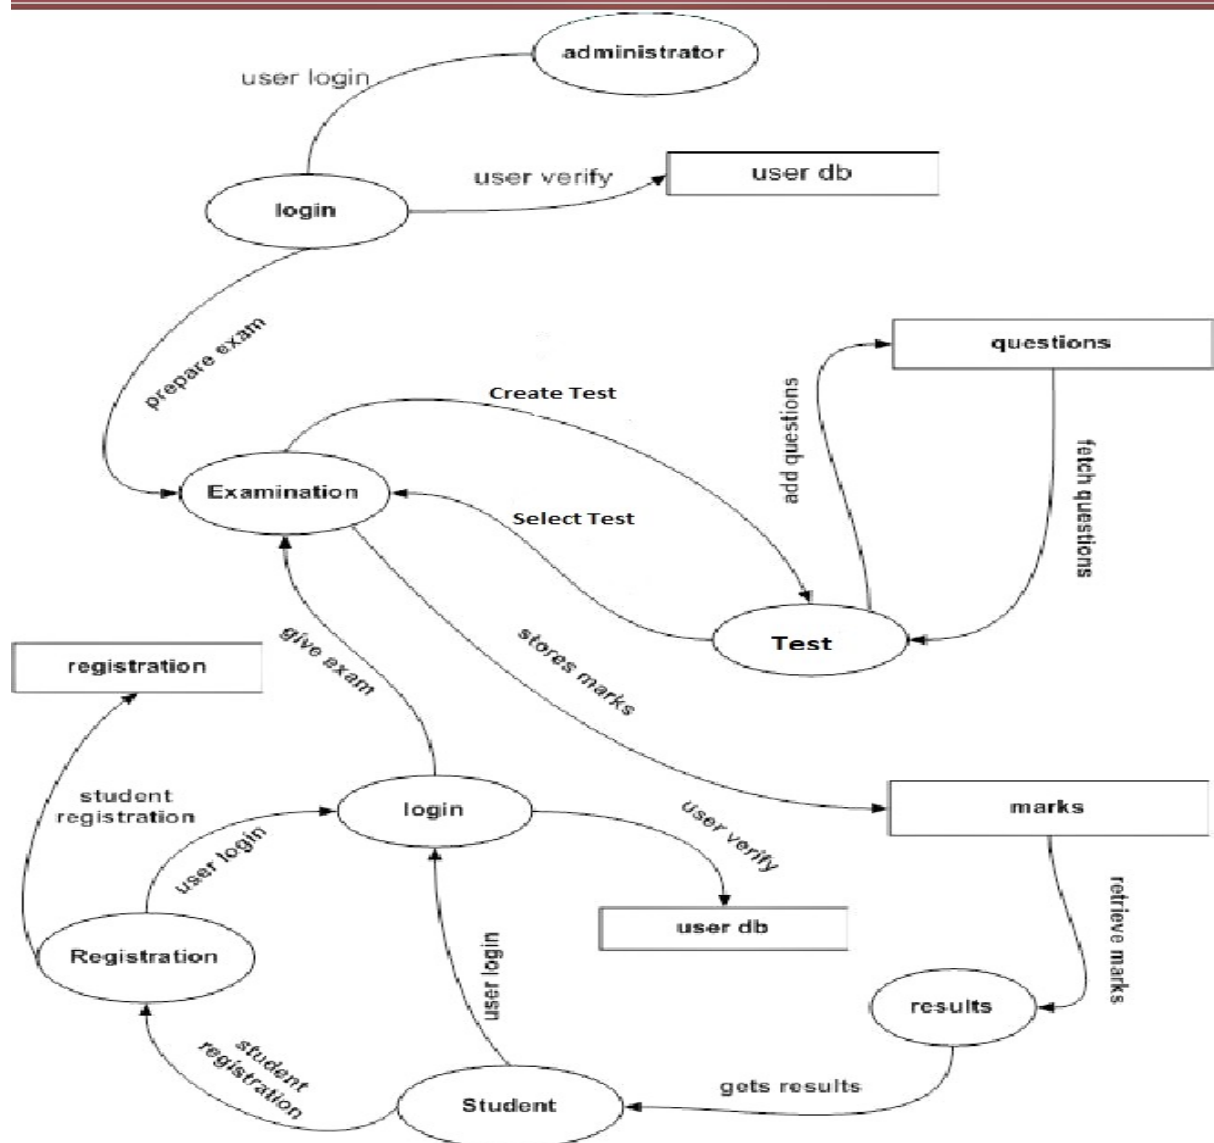 administrator
user login
user verify
user db
login
prepare exam
questions
Create Test
add questions
fetch questions
Examination
Select Test
Test
give exam
stores marks
registration
student
registration
user login
login
user verify
marks
retrieve marks
user db
Registration
user login
results
student
registration
gets results
Student